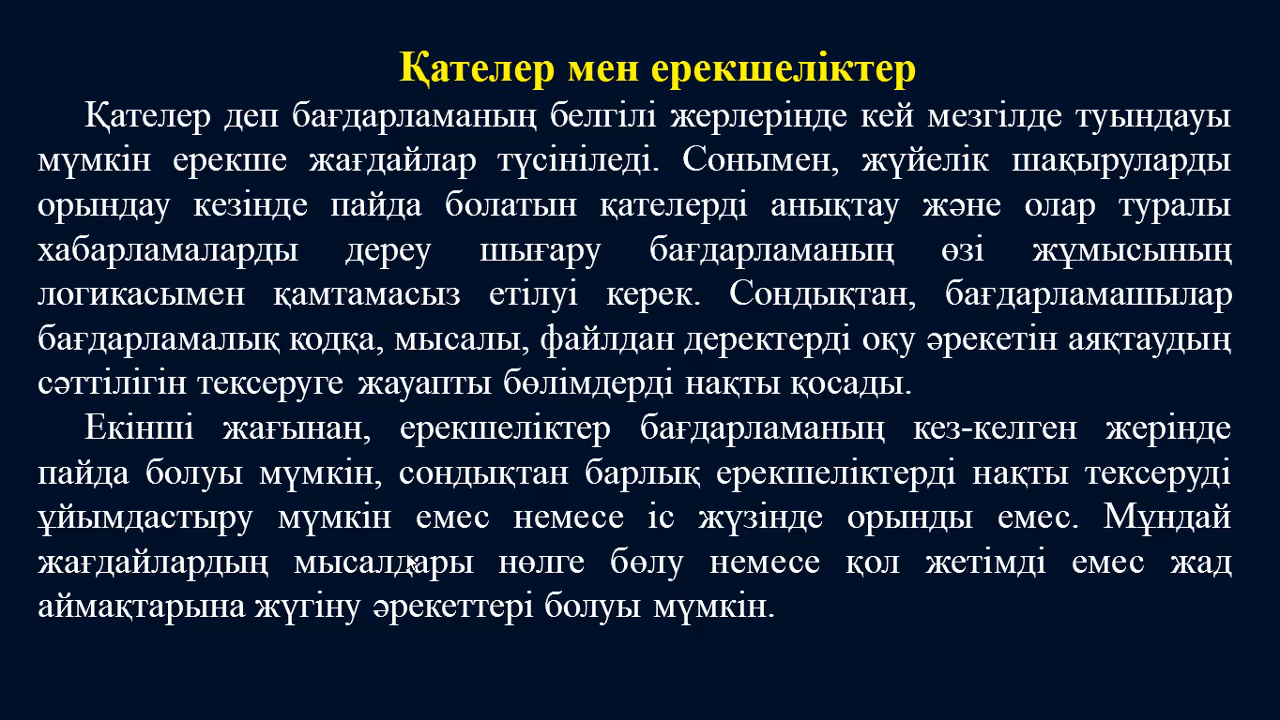 Қателер мен ерекшеліктер
Қателер деп бағдарламаның белгілі жерлерінде кей мезгілде туындауы
мүмкін ерекше жағдайлар түсініледі. Сонымен, жүйелік шақыруларды
орындау кезінде пайда болатын қателерді анықтау және олар туралы
хабарламаларды дереу шығару бағдарламаның өзі жұмысының
логикасымен қамтамасыз етілуі керек. Сондықтан, бағдарламашылар
бағдарламалық кодқа, мысалы, файлдан деректерді оқу әрекетін аяқтаудың
сәттілігін тексеруге жауапты бөлімдерді нақты қосады.
Екінші жағынан, ерекшеліктер бағдарламаның кез-келген жерінде
пайда болуы мүмкін, сондықтан барлық ерекшеліктерді нақты тексеруді
ұйымдастыру мүмкін емес немесе іс жүзінде орынды емес. Мұндай
жағдайлардың мысалдары нөлге бөлу немесе қол жетімді емес жад
аймақтарына жүгіну әрекеттері болуы мүмкін.